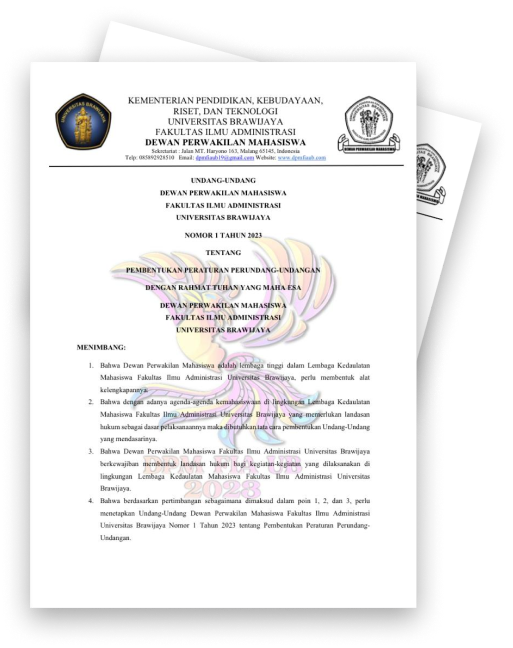 KEMENTERIAN PENDIDIKAN, KEBUDAYAAN,
RISET, DAN TEKNOLOGI
UNIVERSITAS BRAWIJAYA
FAKULTAS ILMU ADMINISTRASI
DEWAN PERWAKILAN MAHASISWA
Sekretariat : Jalan MT. Haryono 163, Malang 65145, Indonesia
Telp: 085892928510 Email: dpmfiaub19@gmail.com Website: www.dpmfiaub.com
UNIVERSITAS BRAWIJAYA
DEWAN PERWAKILAN MAHASISWA
UNDANG-UNDANG
DEWAN PERWAKILAN MAHASISWA
FAKULTAS ILMU ADMINISTRASI
UNIVERSITAS BRAWIJAYA
NOMOR 1 TAHUN 2023
TENTANG
PEMBENTUKAN PERATURAN PERUNDANG-UNDANGAN
DENGAN RAHMAT TUHAN YANG MAHA ESA
DEWAN PERWAKILAN MAHASISWA
FAKULTAS ILMU ADMINISTRASI
UNIVERSITAS BRAWIJAYA
MENIMBANG:
1. Bahwa Dewan Perwakilan Mahasiswa adalah lembaga tinggi dalam Lembaga Kedaulatan
Mahasiswa Fakultas Ilmu Administrasi Universitas Brawijaya, perlu membentuk alat
kelengkapannya.
2. Bahwa dengan adanya agenda-agenda kemahasiswaan di lingkungan Lembaga Kedaulatan
Mahasiswa Fakultas Ilmu Administrasi Universitas Brawijaya yang memerlukan landasan
hukum sebagai dasar pelaksanaannya maka dibutuhkan tata cara pembentukan Undang-Undang
yang mendasarinya.
3. Bahwa Dewan Perwakilan Mahasiswa Fakultas Ilmu Administrasi Universitas Brawijaya
berkewajiban membentuk landasan hukum bagi kegiatan-kegiatan yang dilaksanakan di
lingkungan Lembaga Kedaulatan Mahasiswa Fakultas Ilmu Administrasi Universitas
Brawijaya.
4. Bahwa berdasarkan pertimbangan sebagaimana dimaksud dalam poin 1, 2, dan 3, perlu
menetapkan Undang-Undang Dewan Perwakilan Mahasiswa Fakultas Ilmu Administrasi
Universitas Brawijaya Nomor 1 Tahun 2023 tentang Pembentukan Peraturan Perundang-
Undangan.
DPM FIA UB
2023